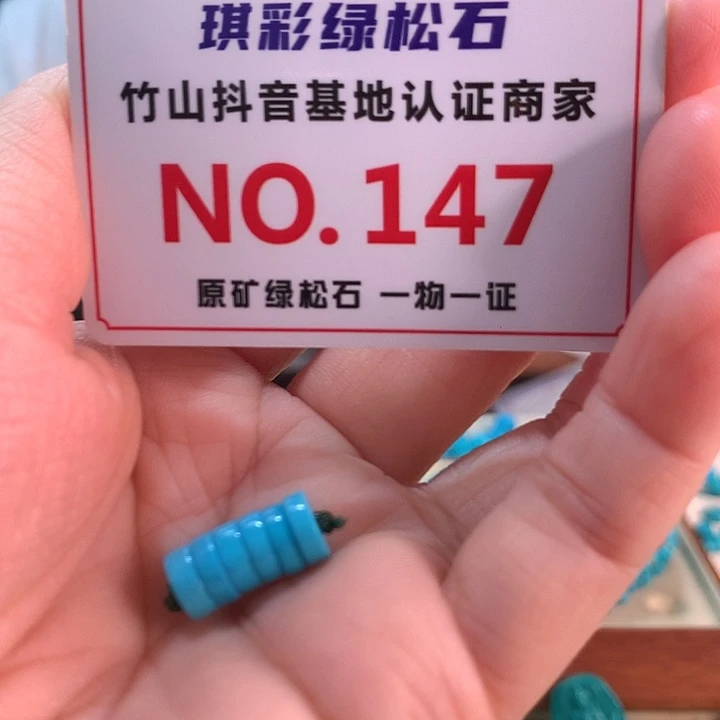 琪彩绿松石
竹山抖音基地认证商家
NO.147
原矿绿松石 一物一证